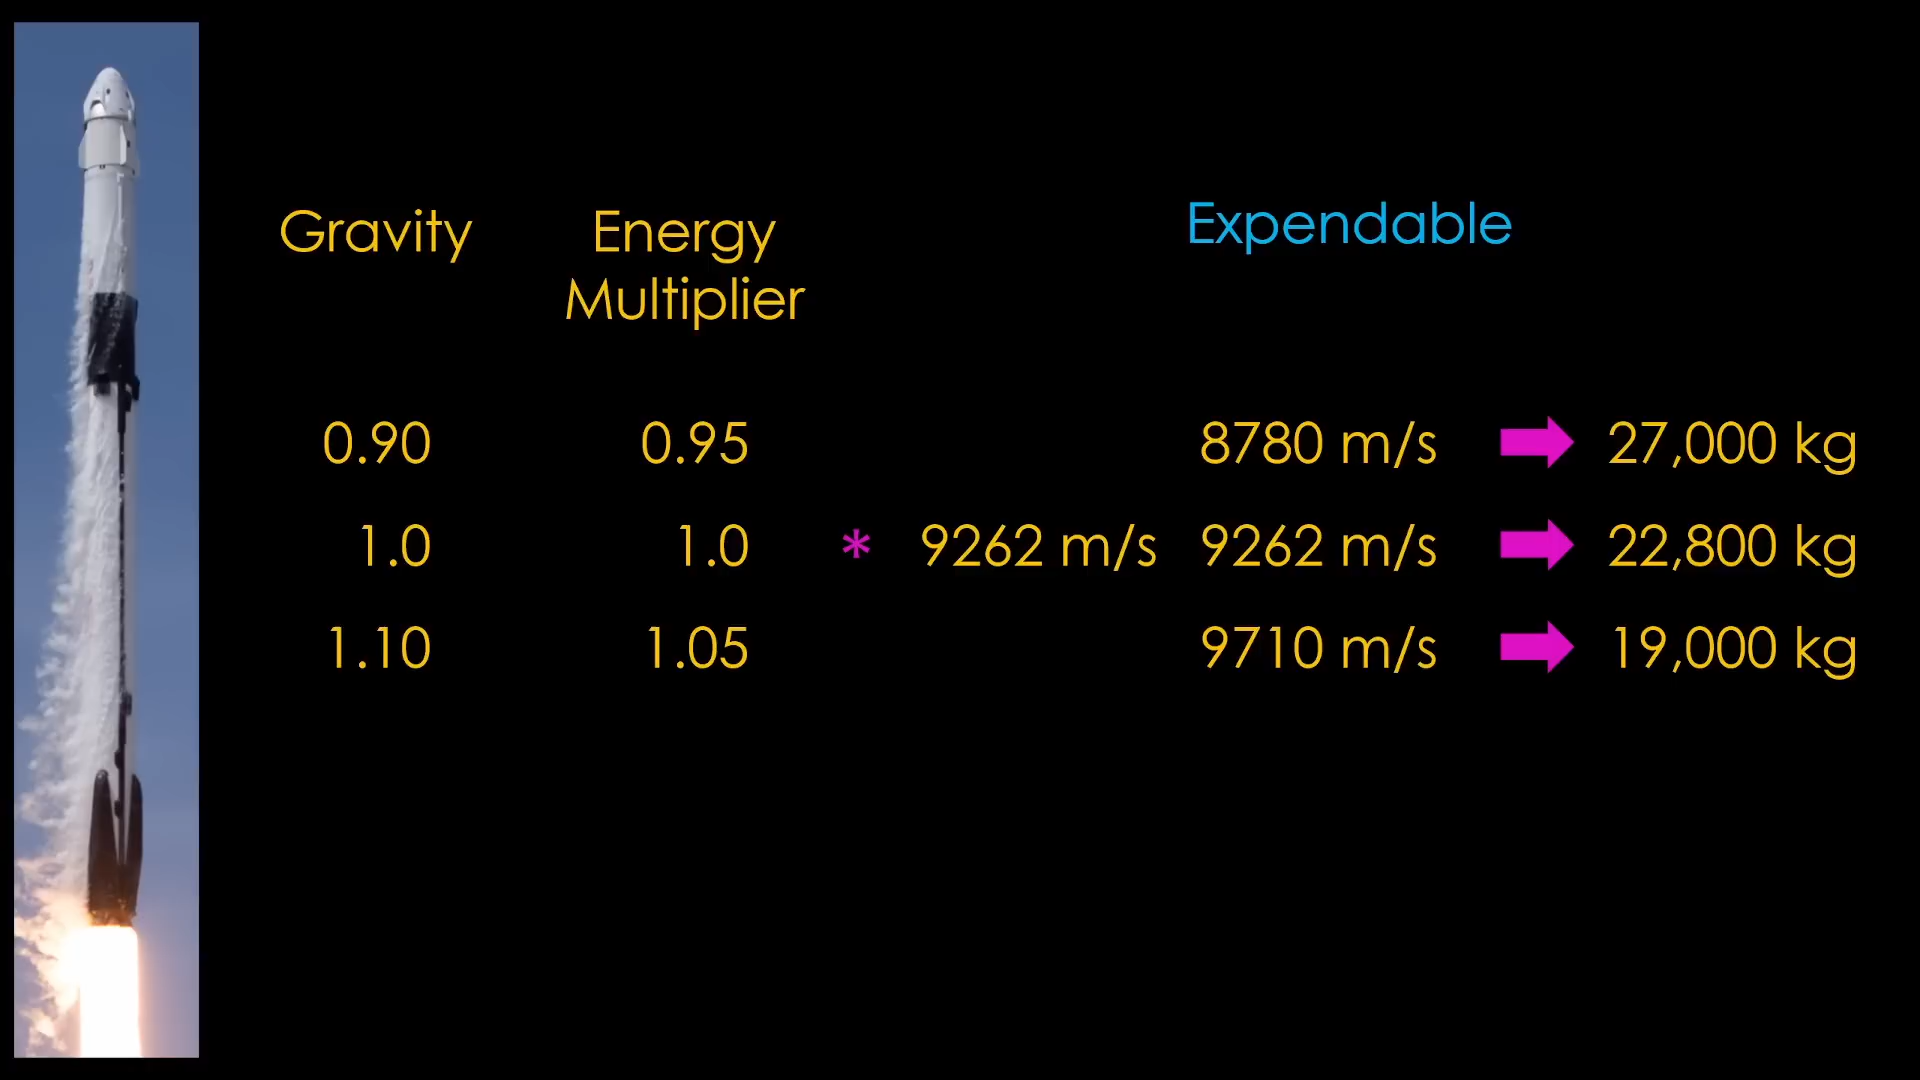 Gravity Energy Multiplier Expendable
0.90 0.95 8780 m/s 27,000 kg
1.0 1.0 * 9262 m/s 9262 m/s 22,800 kg
1.10 1.05 9710 m/s 19,000 kg